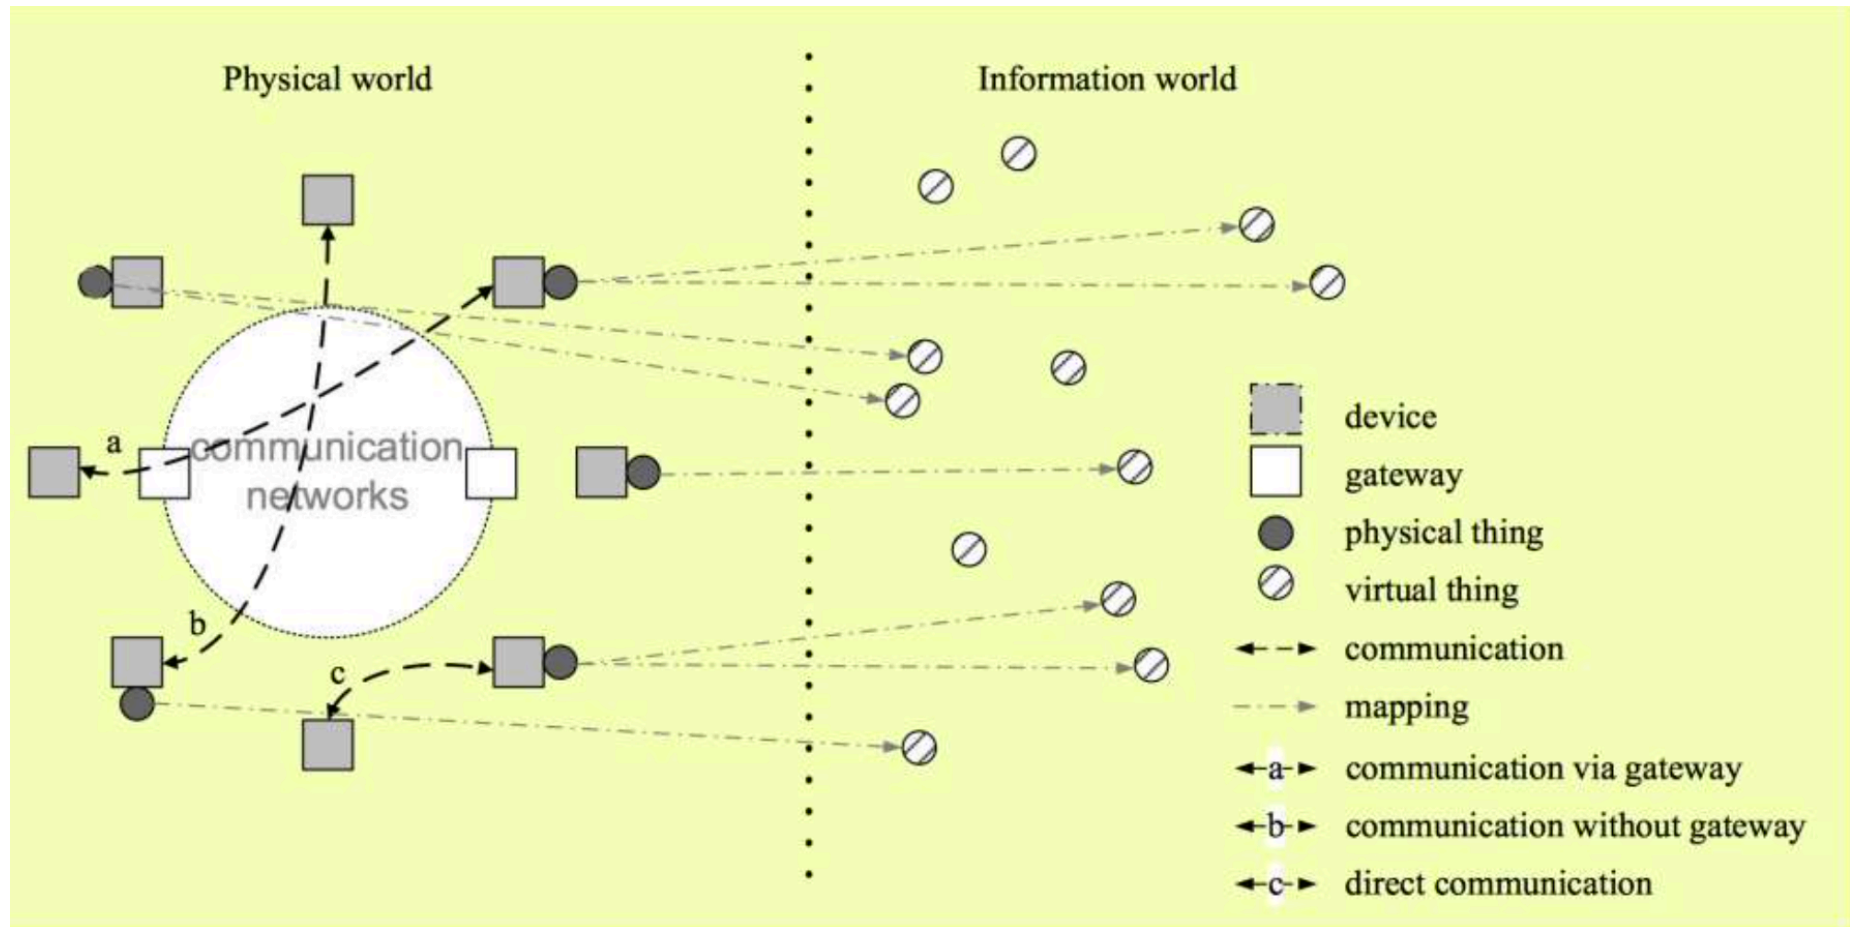 Physical world
Information world
a
communication
networks
b
c
device
gateway
physical thing
virtual thing
communication
mapping
a communication via gateway
b communication without gateway
c direct communication